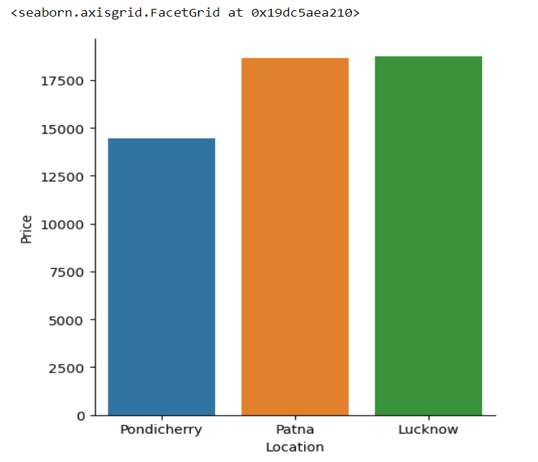 <seaborn.axisgrid.FacetGrid at 0x19dc5aea210>
17500
15000
12500
10000
7500
5000
2500
0
Price
Pondicherry Patna Lucknow
Location